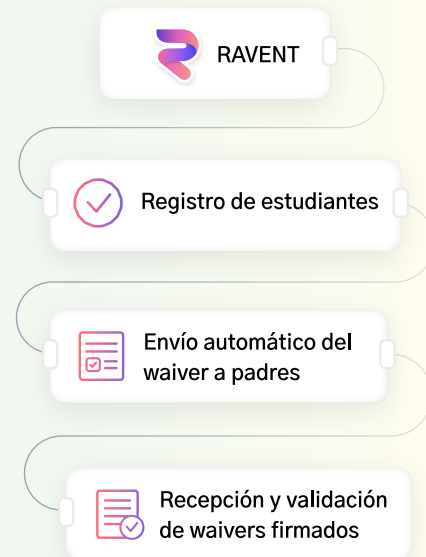 RAVENT
Registro de estudiantes
Envío automático del
waiver a padres
Recepción y validación
de waivers firmados